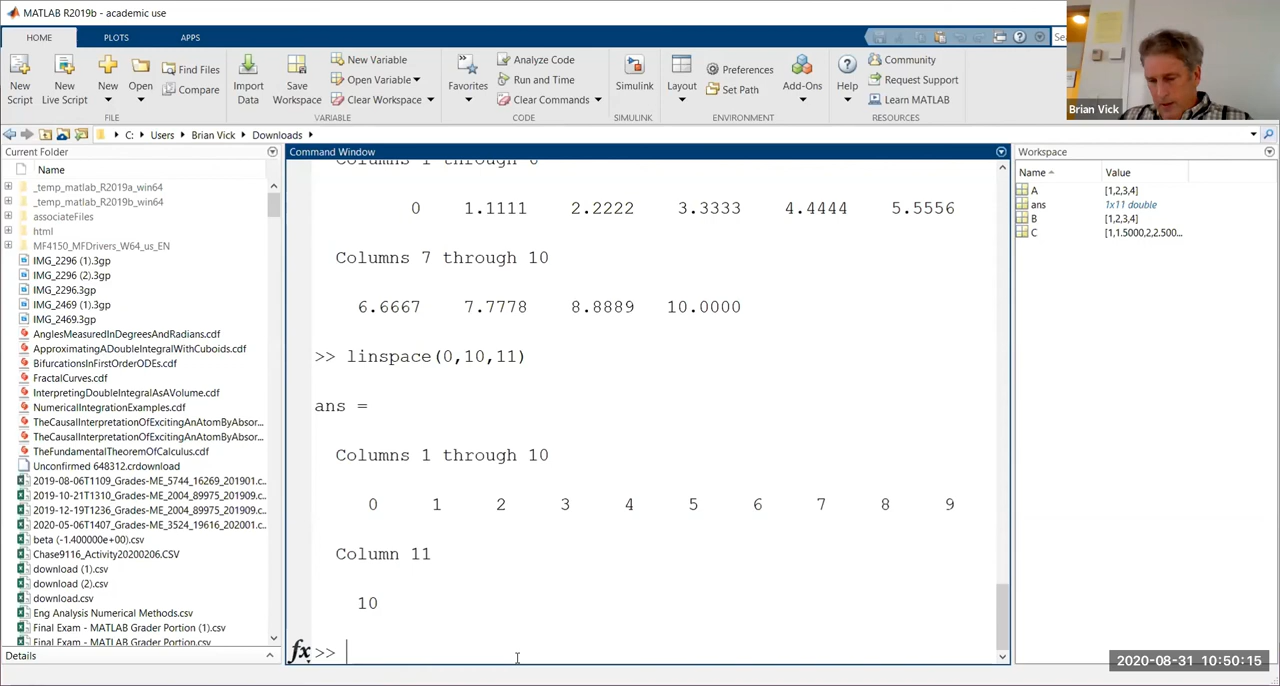 MATLAB R2019b - academic use
HOME PLOTS APPS
New Script
New Live Script
New
Open
Find Files
Compare
FILE
Import Data
Save Workspace
New Variable
Open Variable
Clear Workspace
VARIABLE
Favorites
Analyze Code
Run and Time
Clear Commands
CODE
Simulink
SIMULINK
Layout
Preferences
Set Path
Add-Ons
ENVIRONMENT
Help
Community
Request Support
Learn MATLAB
RESOURCES
Brian Vick
C: Users Brian Vick Downloads
Current Folder
Name
_temp_matlab_R2019a_win64
_temp_matlab_R2019b_win64
associateFiles
html
MF4150_MFDrivers_W64_us_EN
IMG_2296 (1).3gp
IMG_2296 (2).3gp
IMG_2296.3gp
IMG_2469 (1).3gp
IMG_2469.3gp
AnglesMeasuredInDegreesAndRadians.cdf
ApproximatingADoubleIntegralWithCuboids.cdf
BifurcationsInFirstOrderODEs.cdf
FractalCurves.cdf
InterpretingDoubleIntegralAsAVolume.cdf
NumericalIntegrationExamples.cdf
TheCausalInterpretationOfExcitingAnAtomByAbsor...
TheCausalInterpretationOfExcitingAnAtomByAbsor...
TheFundamentalTheoremOfCalculus.cdf
Unconfirmed 648312.crdownload
2019-08-06T1109_Grades-ME_5744_16269_201901.c...
2019-10-21T1310_Grades-ME_2004_89975_201909.c...
2019-12-19T1236_Grades-ME_2004_89975_201909.c...
2020-05-06T1407_Grades-ME_3524_19616_202001.c...
beta (-1.400000e+00).csv
Chase9116_Activity20200206.CSV
download (1).csv
download (2).csv
download.csv
Eng Analysis Numerical Methods.csv
Final Exam - MATLAB Grader Portion (1).csv
Final Exam - MATLAB Grader Portion.csv
Details
Command Window
Columns 1 through 6
0 1.1111 2.2222 3.3333 4.4444 5.5556
Columns 7 through 10
6.6667 7.7778 8.8889 10.0000
>> linspace(0,10,11)
ans =
Columns 1 through 10
0 1 2 3 4 5 6 7 8 9
Column 11
10
fx >>
Workspace
Name Value
A [1,2,3,4]
ans 1x11 double
B [1,2,3,4]
C [1,1.5000,2,2.500...
2020-08-31 10:50:15